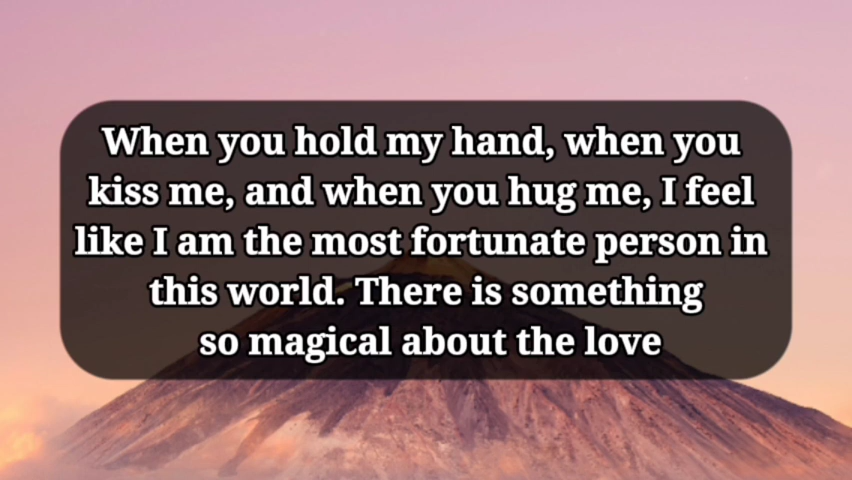 When you hold my hand, when you
kiss me, and when you hug me, I feel
like I am the most fortunate person in
this world. There is something
so magical about the love